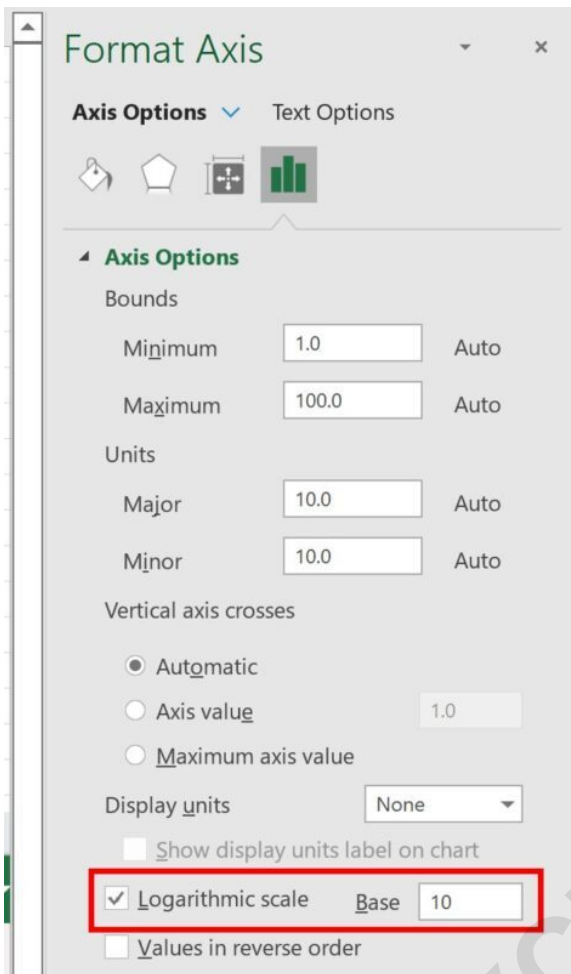 Format Axis
Axis Options Text Options
Axis Options
Bounds
Minimum 1.0 Auto
Maximum 100.0 Auto
Units
Major 10.0 Auto
Minor 10.0 Auto
Vertical axis crosses
Automatic
Axis value 1.0
Maximum axis value
Display units None
Show display units label on chart
Logarithmic scale Base 10
Values in reverse order